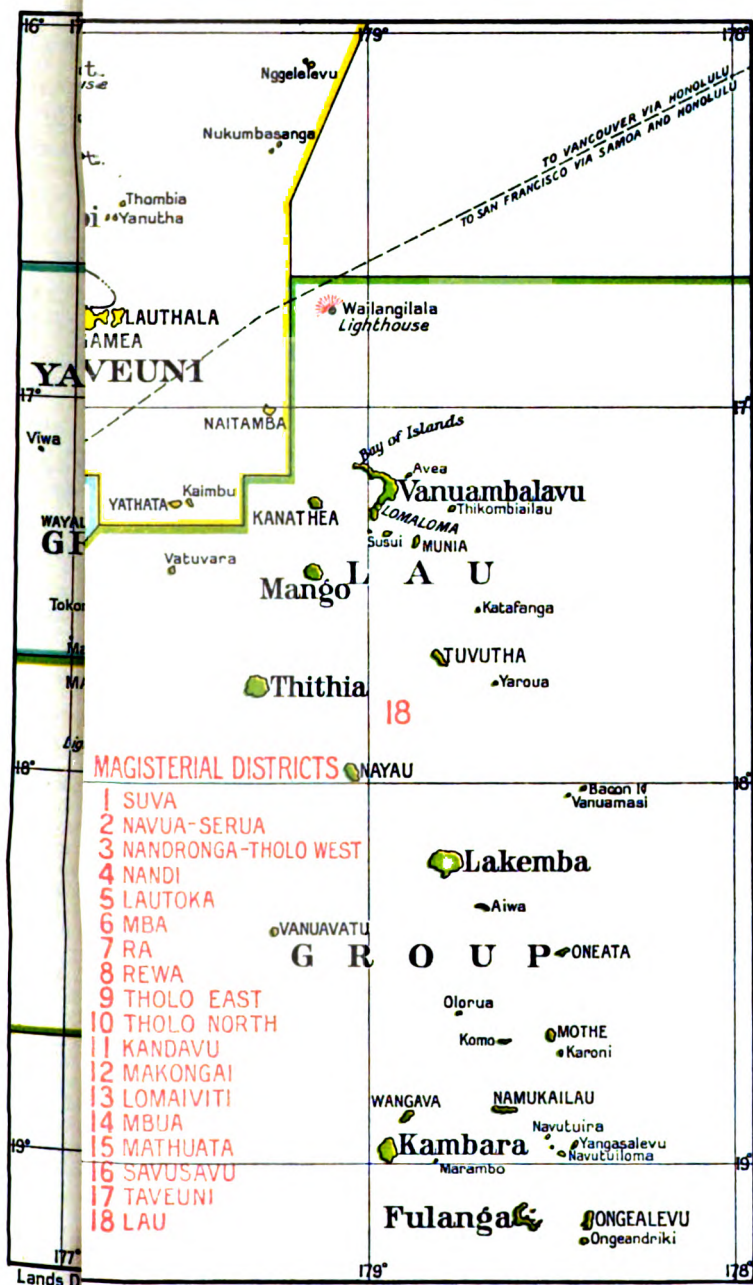 16°
17
179°
178°
Nggelelevu
Nukumbasanga
Thombia
Yanutha
TO VANCOUVER VIA HONOLULU
TO SAN FRANCISCO VIA SAMOA AND HONOLULU
Wailangilala
Lighthouse
LAUTHALA
GAMEA
YAVEUNI
17°
17°
NAITAMBA
Viwa
Bay of Islands
Avea
Vanuambalavu
Kaimbu
YATHATA
KANATHEA
LOMALOMA
Thikombiailau
Susui
MUNIA
WAYAL
Vatuvara
Mango
LAU
Katafanga
TUVUTHA
Yaroua
Thithia
18
18°
NAYAU
18°
Vanuamasi
MAGISTERIAL DISTRICTS
1 SUVA
2 NAVUA-SERUA
3 NANDRONGA-THOLO WEST
4 NANDI
5 LAUTOKA
6 MBA
7 RA
8 REWA
9 THOLO EAST
10 THOLO NORTH
11 KANDAVU
12 MAKONGAI
13 LOMAIVITI
14 MBUA
15 MATHUATA
16 SAVUSAVU
17 TAVEUNI
18 LAU
Lakemba
Aiwa
VANUAVATU
GROUP
ONEATA
Olorua
Komo
MOTHE
Karoni
WANGAVA
NAMUKAILAU
Navutuira
Yangasalevu
Navutuiloma
19°
Kambara
Marambo
19°
Fulanga
ONGEALEVU
Ongeandriki
177°
179°
178
Lands D